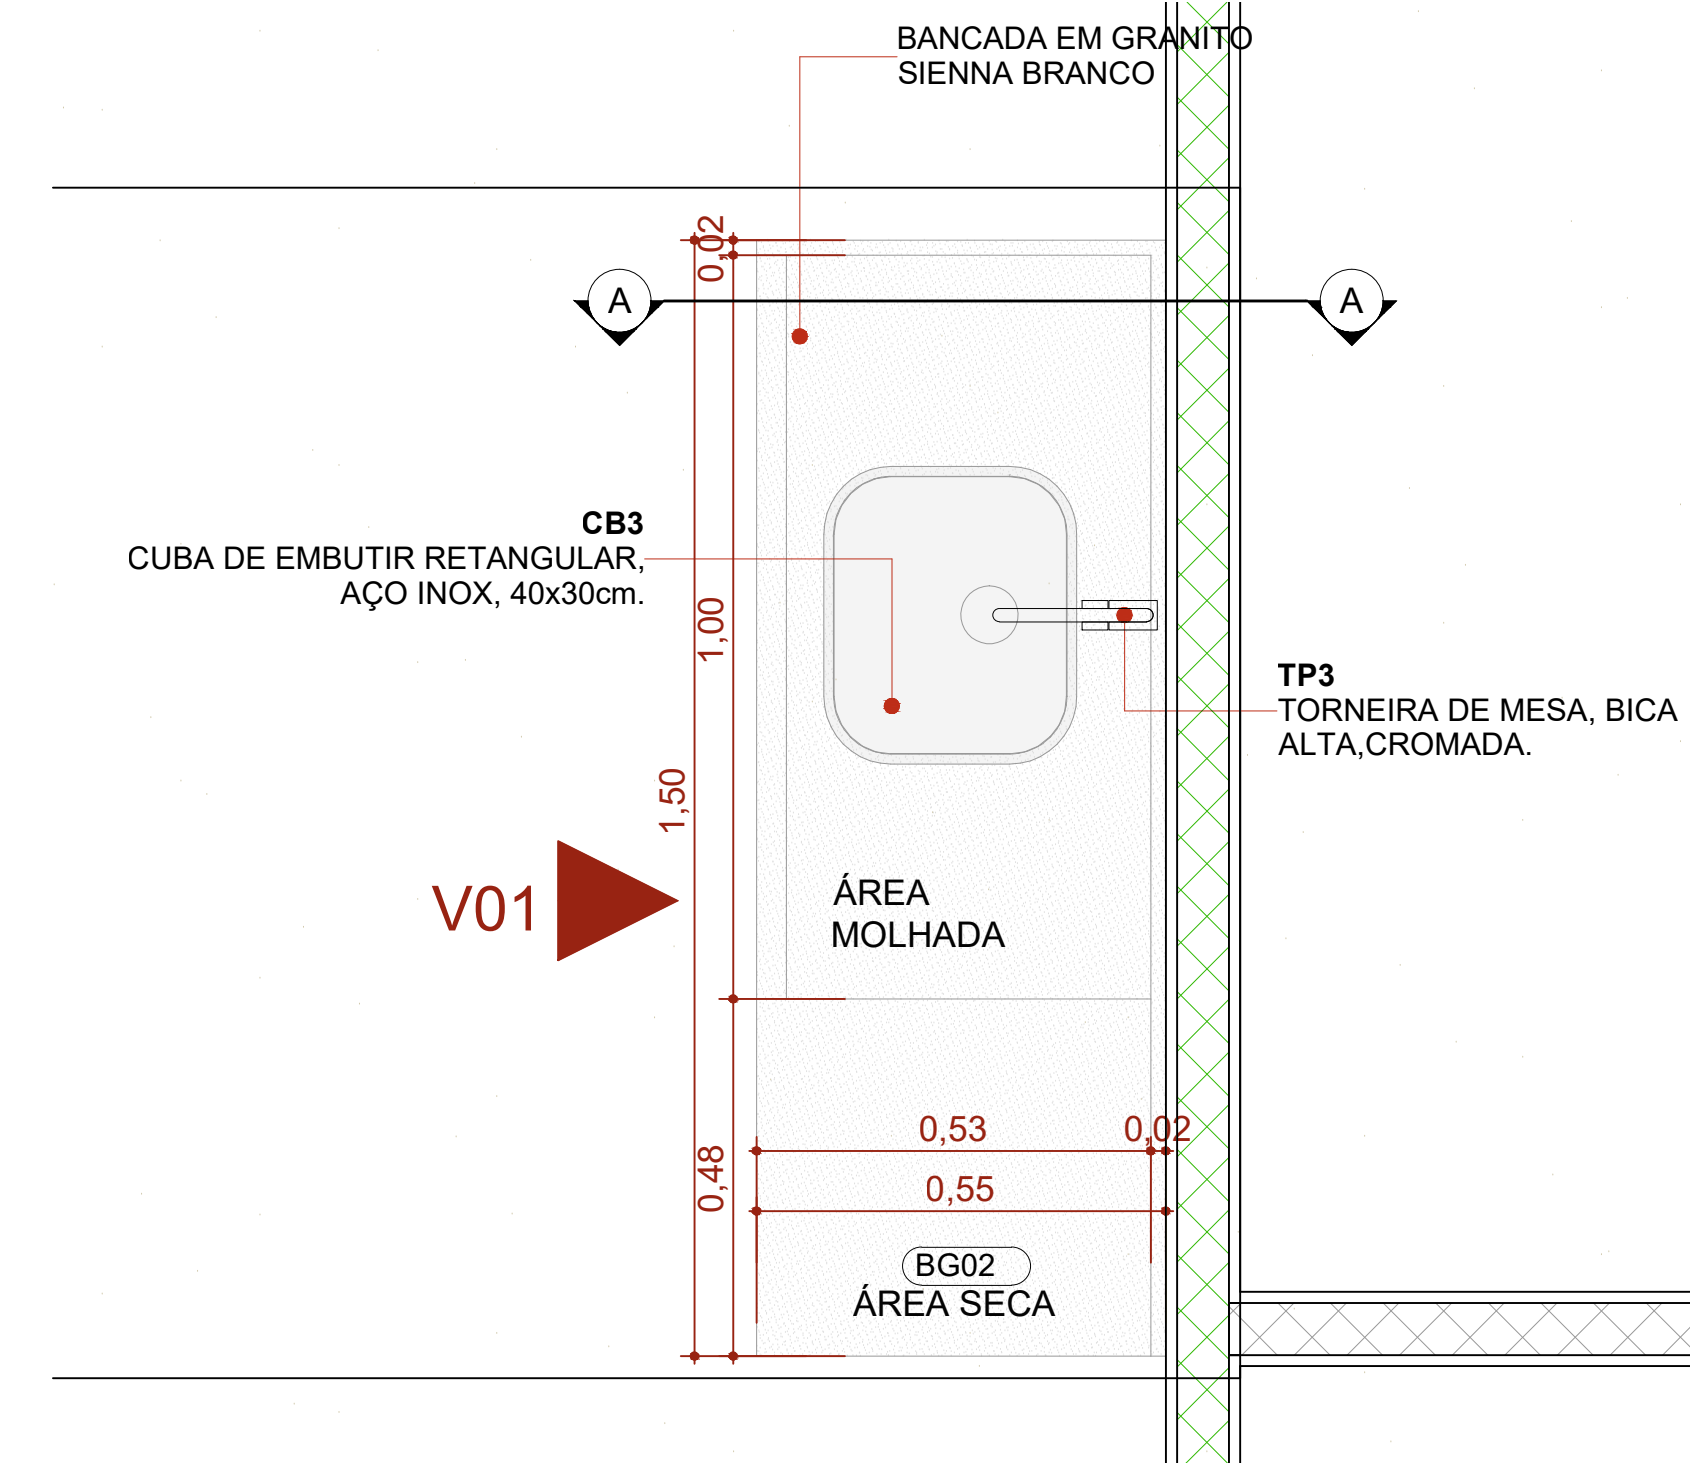 BANCADA EM GRANITO
SIENNA BRANCO
0,02
A
A
CB3
CUBA DE EMBUTIR RETANGULAR,
AÇO INOX, 40x30cm.
1,00
TP3
TORNEIRA DE MESA, BICA
ALTA,CROMADA.
1,50
V01
ÁREA
MOLHADA
0,53
0,02
0,48
0,55
BG02
ÁREA SECA